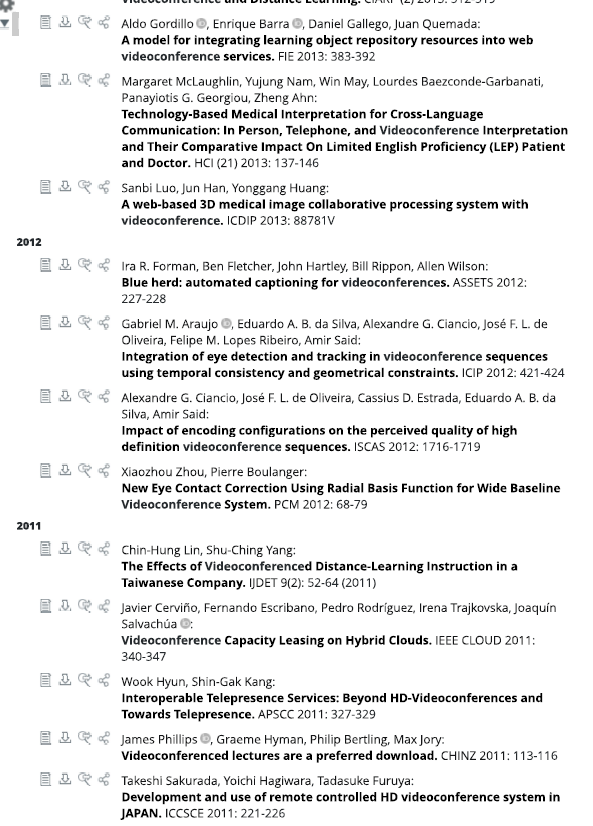 and Distance Learning. CIARP (2) 2013: 512-519
Aldo Gordillo, Enrique Barra, Daniel Gallego, Juan Quemada:
A model for integrating learning object repository resources into web
videoconference services. FIE 2013: 383-392
Margaret McLaughlin, Yujung Nam, Win May, Lourdes Baezconde-Garbanati,
Panayiotis G. Georgiou, Zheng Ahn:
Technology-Based Medical Interpretation for Cross-Language
Communication: In Person, Telephone, and Videoconference Interpretation
and Their Comparative Impact On Limited English Proficiency (LEP) Patient
and Doctor. HCI (21) 2013: 137-146
Sanbi Luo, Jun Han, Yonggang Huang:
A web-based 3D medical image collaborative processing system with
videoconference. ICDIP 2013: 88781V
2012
Ira R. Forman, Ben Fletcher, John Hartley, Bill Rippon, Allen Wilson:
Blue herd: automated captioning for videoconferences. ASSETS 2012:
227-228
Gabriel M. Araujo, Eduardo A. B. da Silva, Alexandre G. Ciancio, José F. L. de
Oliveira, Felipe M. Lopes Ribeiro, Amir Said:
Integration of eye detection and tracking in videoconference sequences
using temporal consistency and geometrical constraints. ICIP 2012: 421-424
Alexandre G. Ciancio, José F. L. de Oliveira, Cassius D. Estrada, Eduardo A. B. da
Silva, Amir Said:
Impact of encoding configurations on the perceived quality of high
definition videoconference sequences. ISCAS 2012: 1716-1719
Xiaozhou Zhou, Pierre Boulanger:
New Eye Contact Correction Using Radial Basis Function for Wide Baseline
Videoconference System. PCM 2012: 68-79
2011
Chin-Hung Lin, Shu-Ching Yang:
The Effects of Videoconferenced Distance-Learning Instruction in a
Taiwanese Company. IJDET 9(2): 52-64 (2011)
Javier Cerviño, Fernando Escribano, Pedro Rodríguez, Irena Trajkovska, Joaquín
Salvachúa:
Videoconference Capacity Leasing on Hybrid Clouds. IEEE CLOUD 2011:
340-347
Wook Hyun, Shin-Gak Kang:
Interoperable Telepresence Services: Beyond HD-Videoconferences and
Towards Telepresence. APSCC 2011: 327-329
James Phillips, Graeme Hyman, Philip Bertling, Max Jory:
Videoconferenced lectures are a preferred download. CHINZ 2011: 113-116
Takeshi Sakurada, Yoichi Hagiwara, Tadasuke Furuya:
Development and use of remote controlled HD videoconference system in
JAPAN. ICCSCE 2011: 221-226